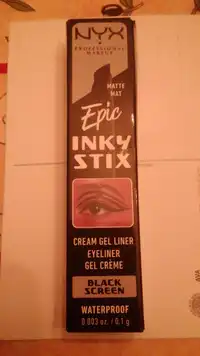 NYX
PROFESSIONAL
MAKEUP
MATTE
MAT
Epic
INKY
STIX
CREAM GEL LINER
EYELINER
GEL CRÈME
BLACK
SCREEN
WATERPROOF
0.003 oz. / 0.1 g